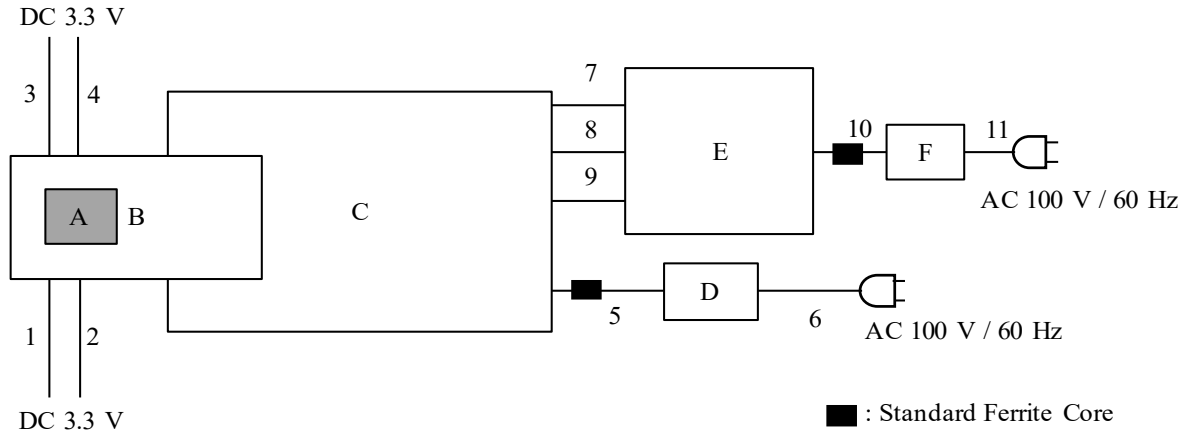 DC 3.3 V
3
4
7
8
9
E
10
F
11
AC 100 V / 60 Hz
A
B
C
5
D
6
AC 100 V / 60 Hz
1
2
DC 3.3 V
: Standard Ferrite Core